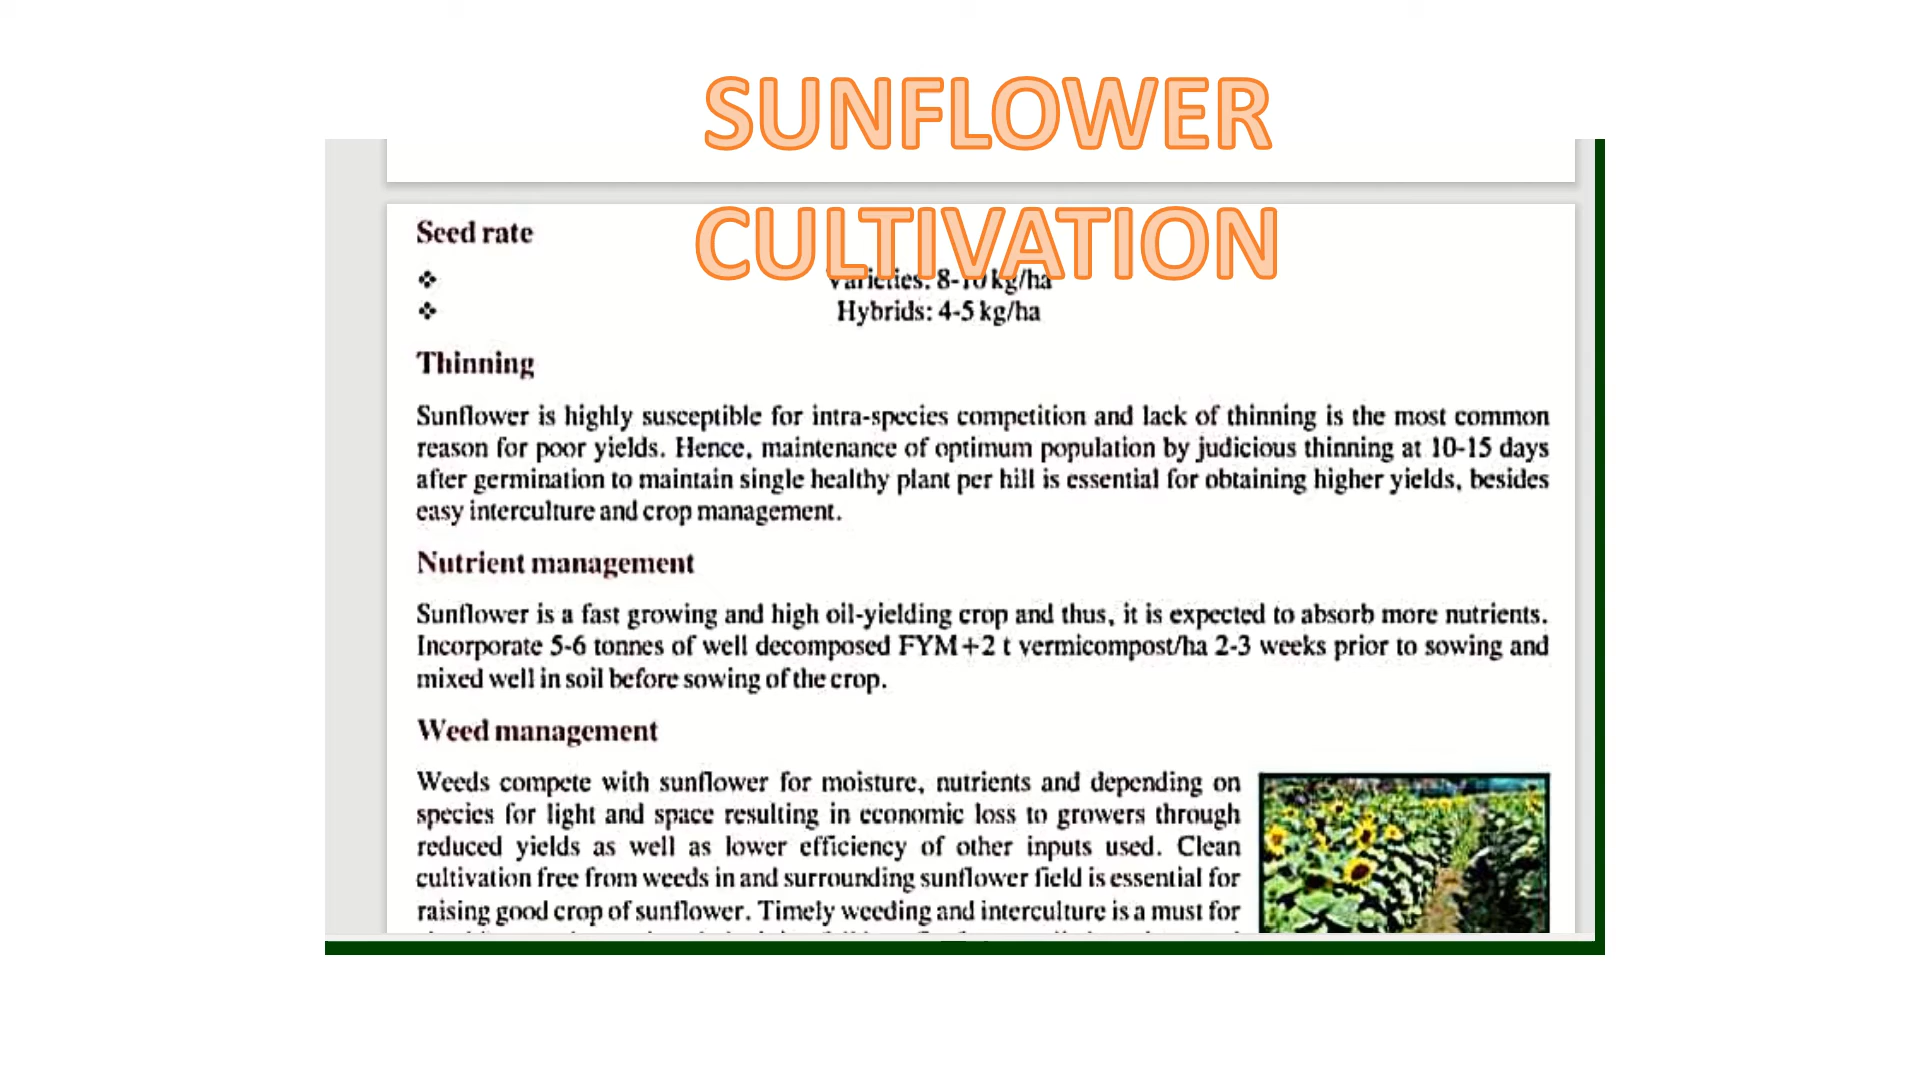 SUNFLOWER
CULTIVATION
Seed rate
❖ Varieties: 8-10 kg/ha
❖ Hybrids: 4-5 kg/ha
Thinning
Sunflower is highly susceptible for intra-species competition and lack of thinning is the most common
reason for poor yields. Hence, maintenance of optimum population by judicious thinning at 10-15 days
after germination to maintain single healthy plant per hill is essential for obtaining higher yields, besides
easy interculture and crop management.
Nutrient management
Sunflower is a fast growing and high oil-yielding crop and thus, it is expected to absorb more nutrients.
Incorporate 5-6 tonnes of well decomposed FYM+2 t vermicompost/ha 2-3 weeks prior to sowing and
mixed well in soil before sowing of the crop.
Weed management
Weeds compete with sunflower for moisture, nutrients and depending on
species for light and space resulting in economic loss to growers through
reduced yields as well as lower efficiency of other inputs used. Clean
cultivation free from weeds in and surrounding sunflower field is essential for
raising good crop of sunflower. Timely weeding and interculture is a must for